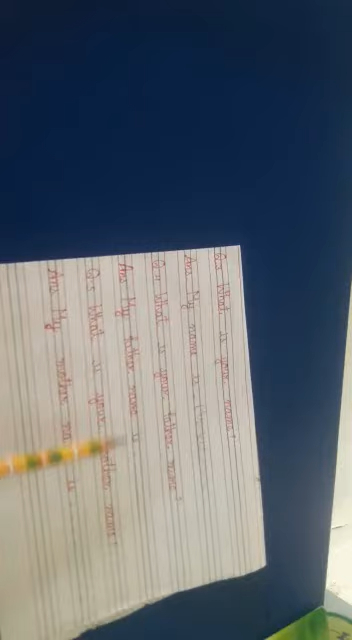 Q:- What is your name?
Ans My name is
Q:- What is your father name?
Ans My father name is
Q:- What is your mother name?
Ans My mother name is